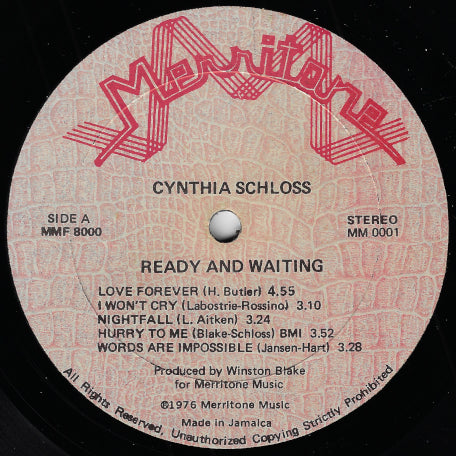 Merritone
CYNTHIA SCHLOSS
SIDE A
MMF 8000
STEREO
MM 0001
READY AND WAITING
LOVE FOREVER (H. Butler) 4.55
I WON'T CRY (Labostrie-Rossino) 3.10
NIGHTFALL (L. Aitken) 3.24
HURRY TO ME (Blake-Schloss) BMI 3.52
WORDS ARE IMPOSSIBLE (Jansen-Hart) 3.28
Produced by Winston Blake
for Merritone Music
©1976 Merritone Music
Made in Jamaica
All Rights Reserved, Unauthorized Copying Strictly Prohibited